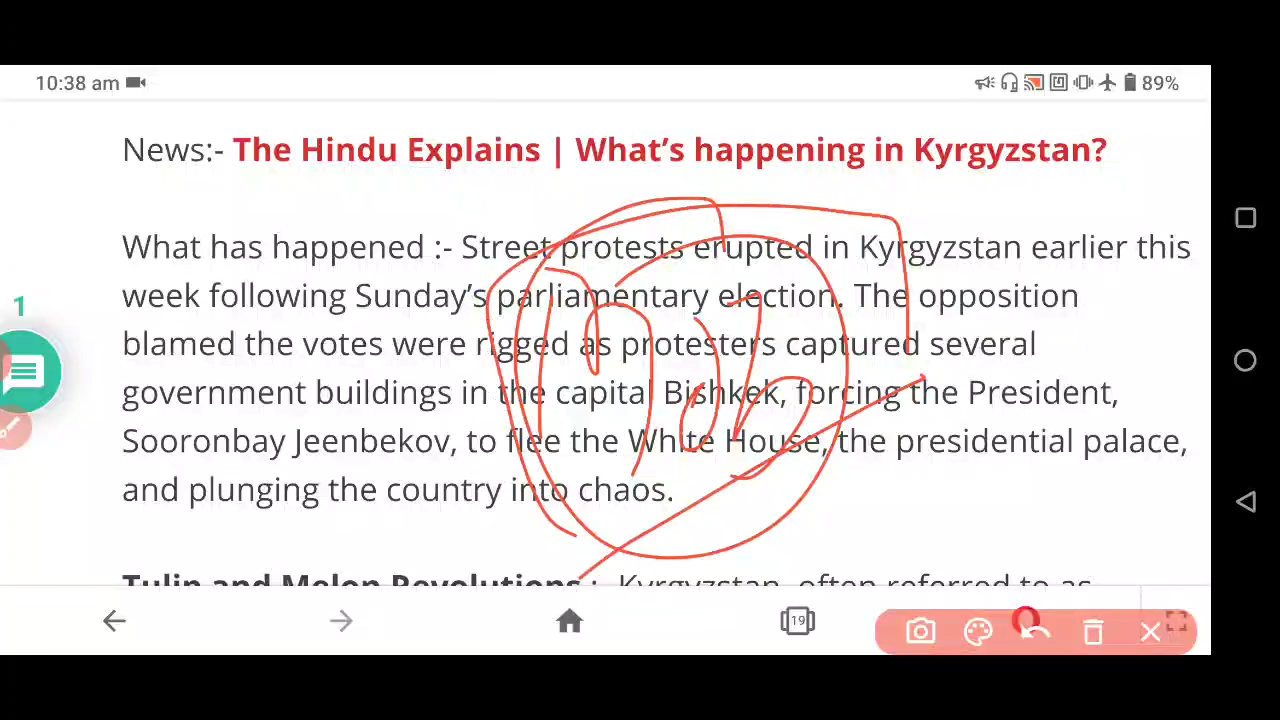 10:38 am 89%
News:- The Hindu Explains | What's happening in Kyrgyzstan?
What has happened :- Street protests erupted in Kyrgyzstan earlier this
week following Sunday's parliamentary election. The opposition
1
blamed the votes were rigged as protesters captured several
government buildings in the capital Bishkek, forcing the President,
Sooronbay Jeenbekov, to flee the White House, the presidential palace,
and plunging the country into chaos.
Tulip and Melon Revolutions :- Kyrgyzstan, often referred to as
19